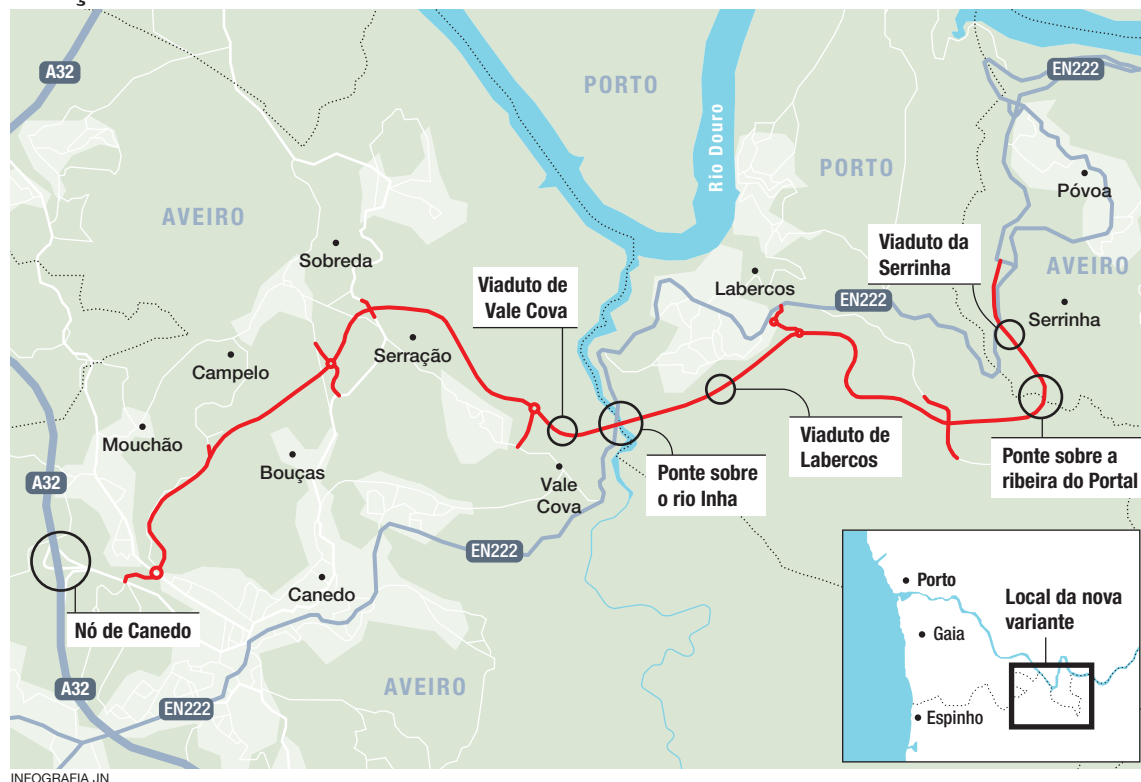 A32
PORTO
EN222
Rio Douro
PORTO
Póvoa
AVEIRO
Viaduto da
Serrinha
AVEIRO
Sobreda
Viaduto de
Vale Cova
Labercos
EN222
Serrinha
Serração
Campelo
Mouchão
Viaduto de
Labercos
Ponte sobre a
ribeira do Portal
Bouças
Ponte sobre
o rio Inha
Vale
Cova
A32
EN222
Canedo
Nó de Canedo
Porto
Local da nova
variante
Gaia
Espinho
A32
AVEIRO
EN222
INFOGRAFIA JN